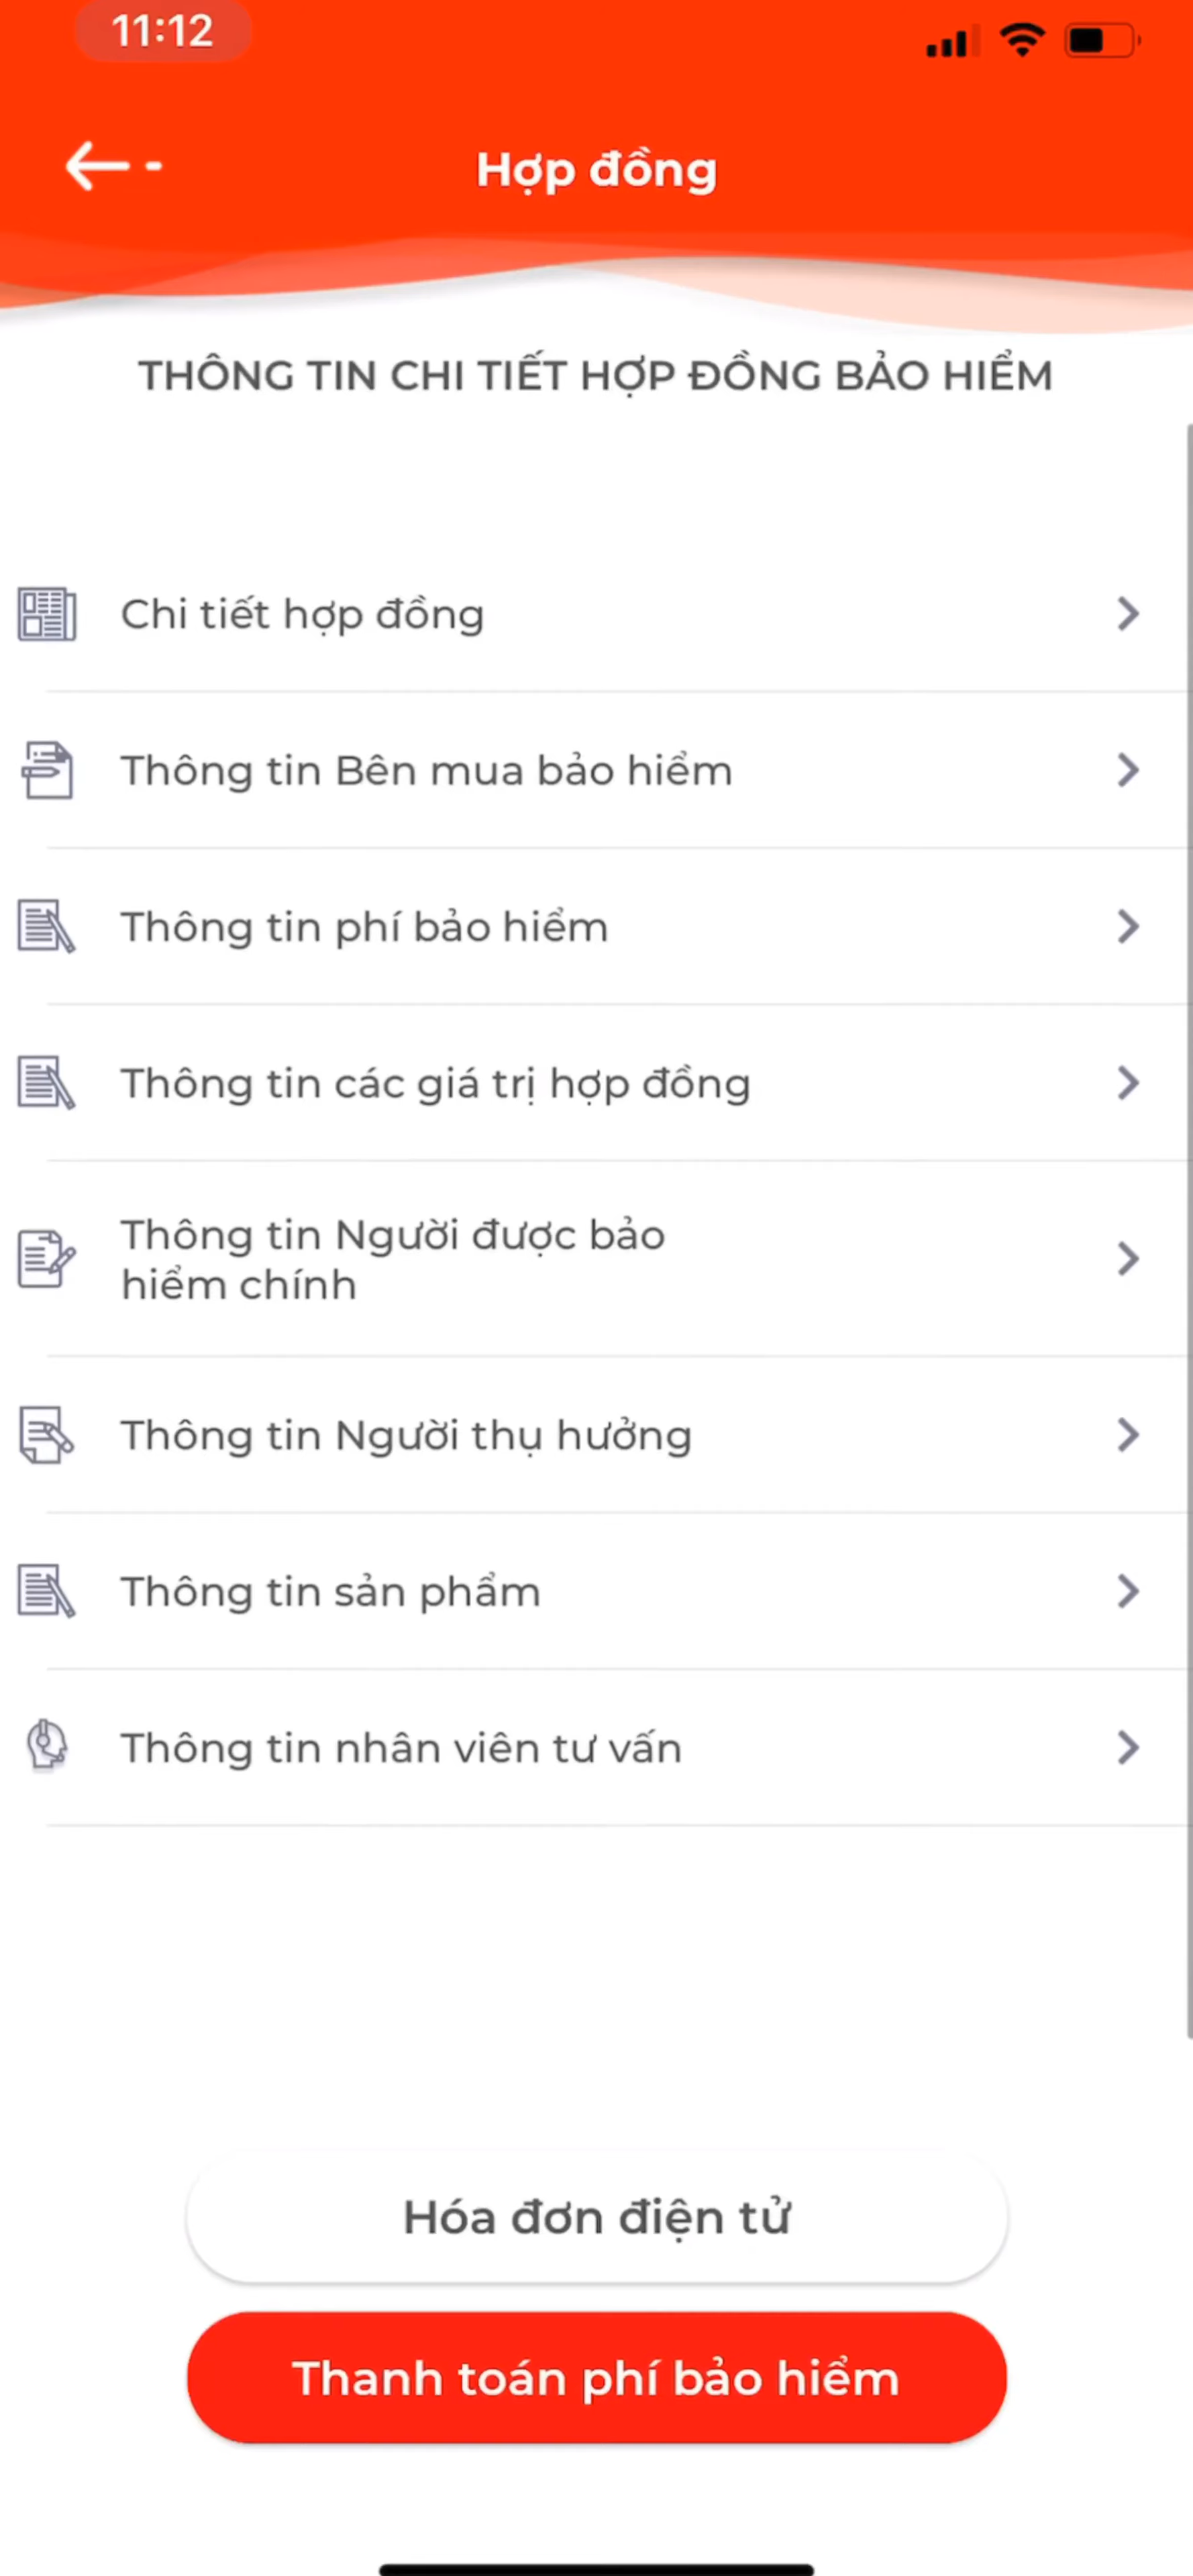 11:12
Hợp đồng
THÔNG TIN CHI TIẾT HỢP ĐỒNG BẢO HIỂM
Chi tiết hợp đồng
Thông tin Bên mua bảo hiểm
Thông tin phí bảo hiểm
Thông tin các giá trị hợp đồng
Thông tin Người được bảo
hiểm chính
Thông tin Người thụ hưởng
Thông tin sản phẩm
Thông tin nhân viên tư vấn
Hóa đơn điện tử
Thanh toán phí bảo hiểm